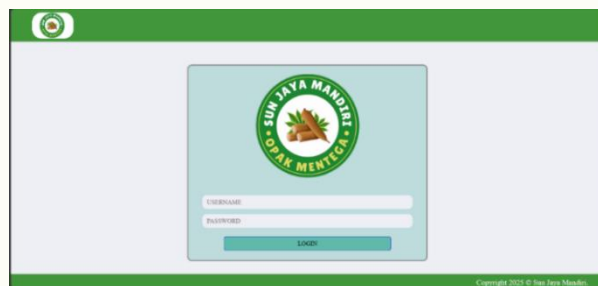 SUN JAYA MANDIRI
OPAK MENTEGA
USERNAME
PASSWORD
LOGIN
Copyright 2025 © Sun Jaya Mandiri.